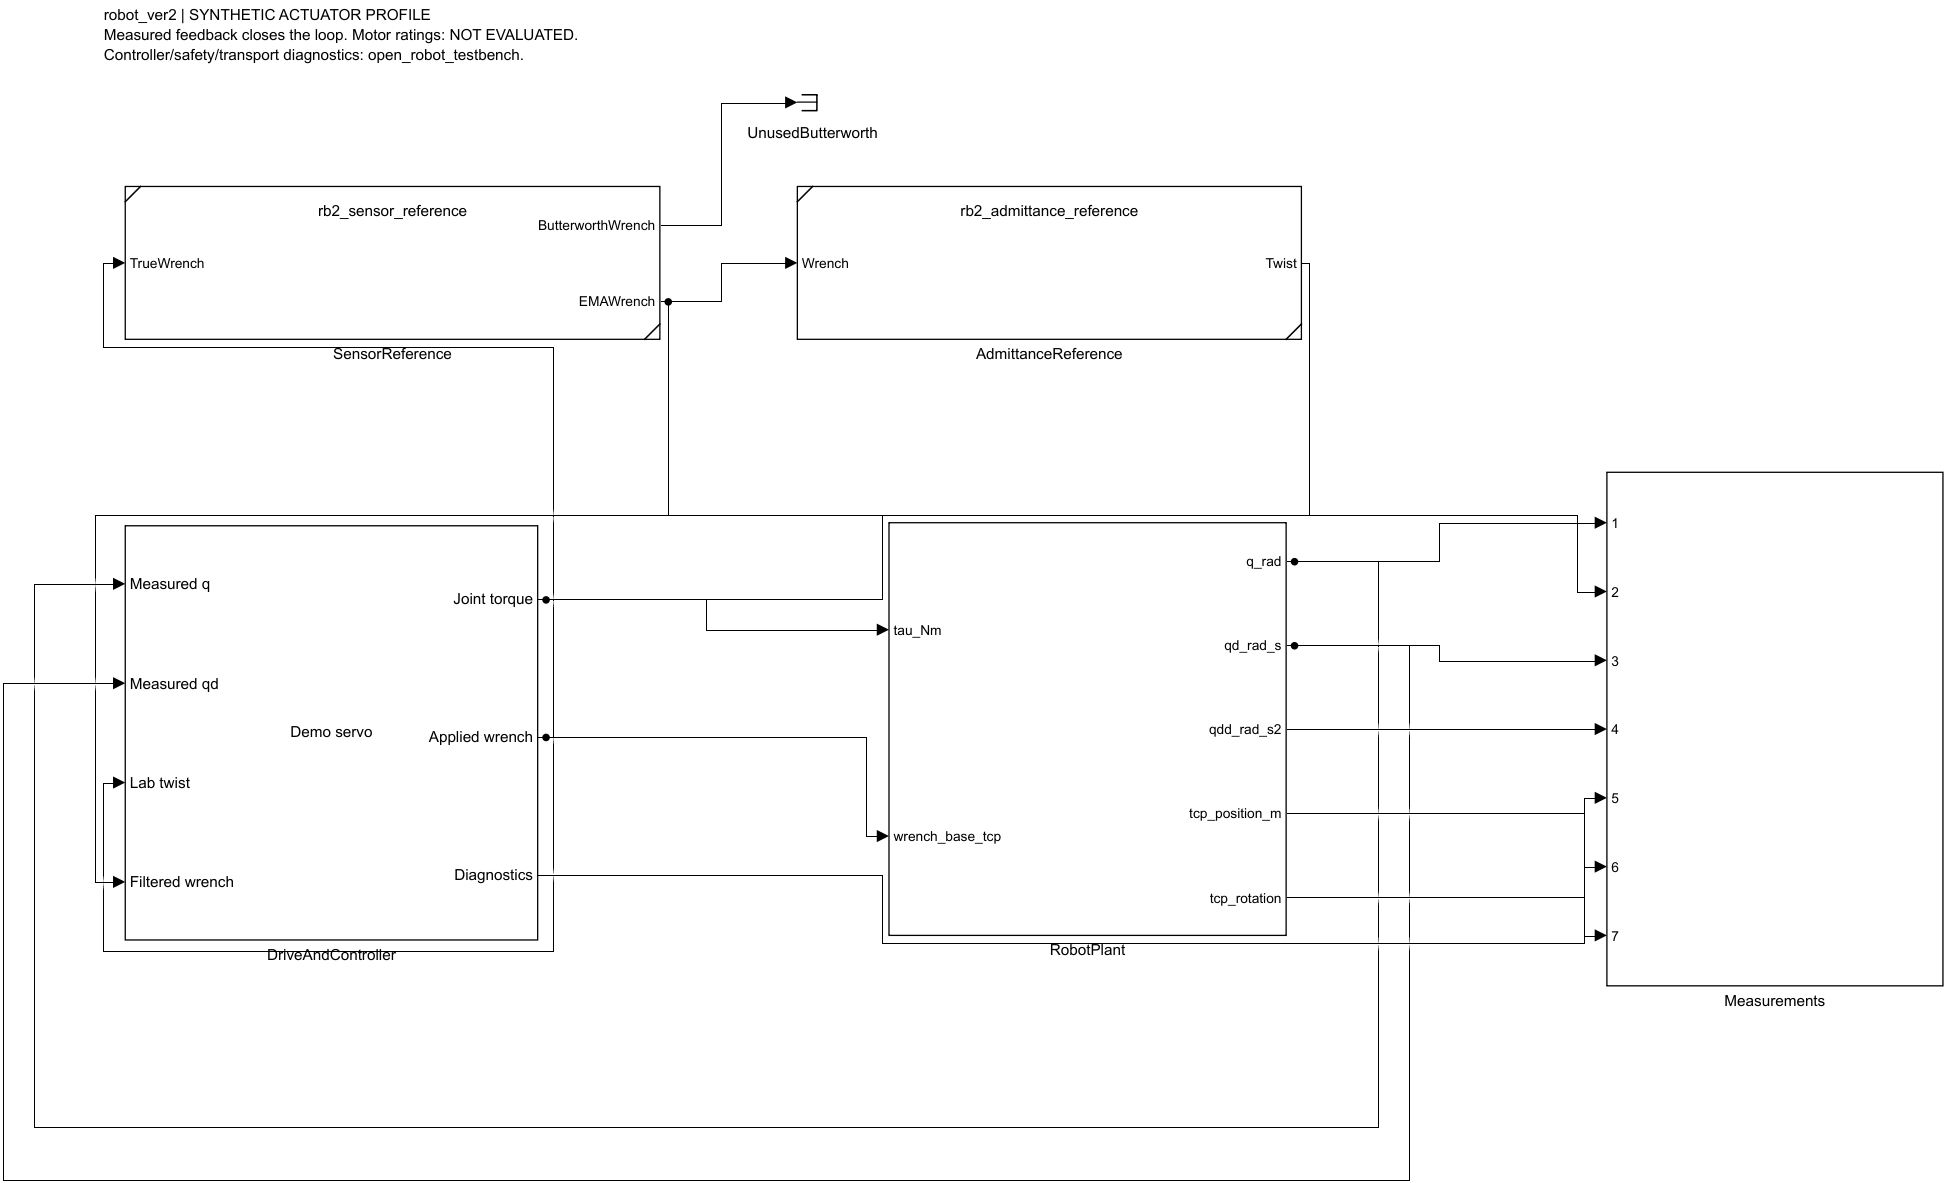 robot_ver2 | SYNTHETIC ACTUATOR PROFILE
Measured feedback closes the loop. Motor ratings: NOT EVALUATED.
Controller/safety/transport diagnostics: open_robot_testbench.
UnusedButterworth
rb2_sensor_reference
ButterworthWrench
TrueWrench
EMAWrench
SensorReference
rb2_admittance_reference
Wrench
Twist
AdmittanceReference
Measured q
Joint torque
Measured qd
Demo servo
Applied wrench
Lab twist
Diagnostics
Filtered wrench
DriveAndController
q_rad
tau_Nm
qd_rad_s
qdd_rad_s2
tcp_position_m
wrench_base_tcp
tcp_rotation
RobotPlant
1
2
3
4
5
6
7
Measurements